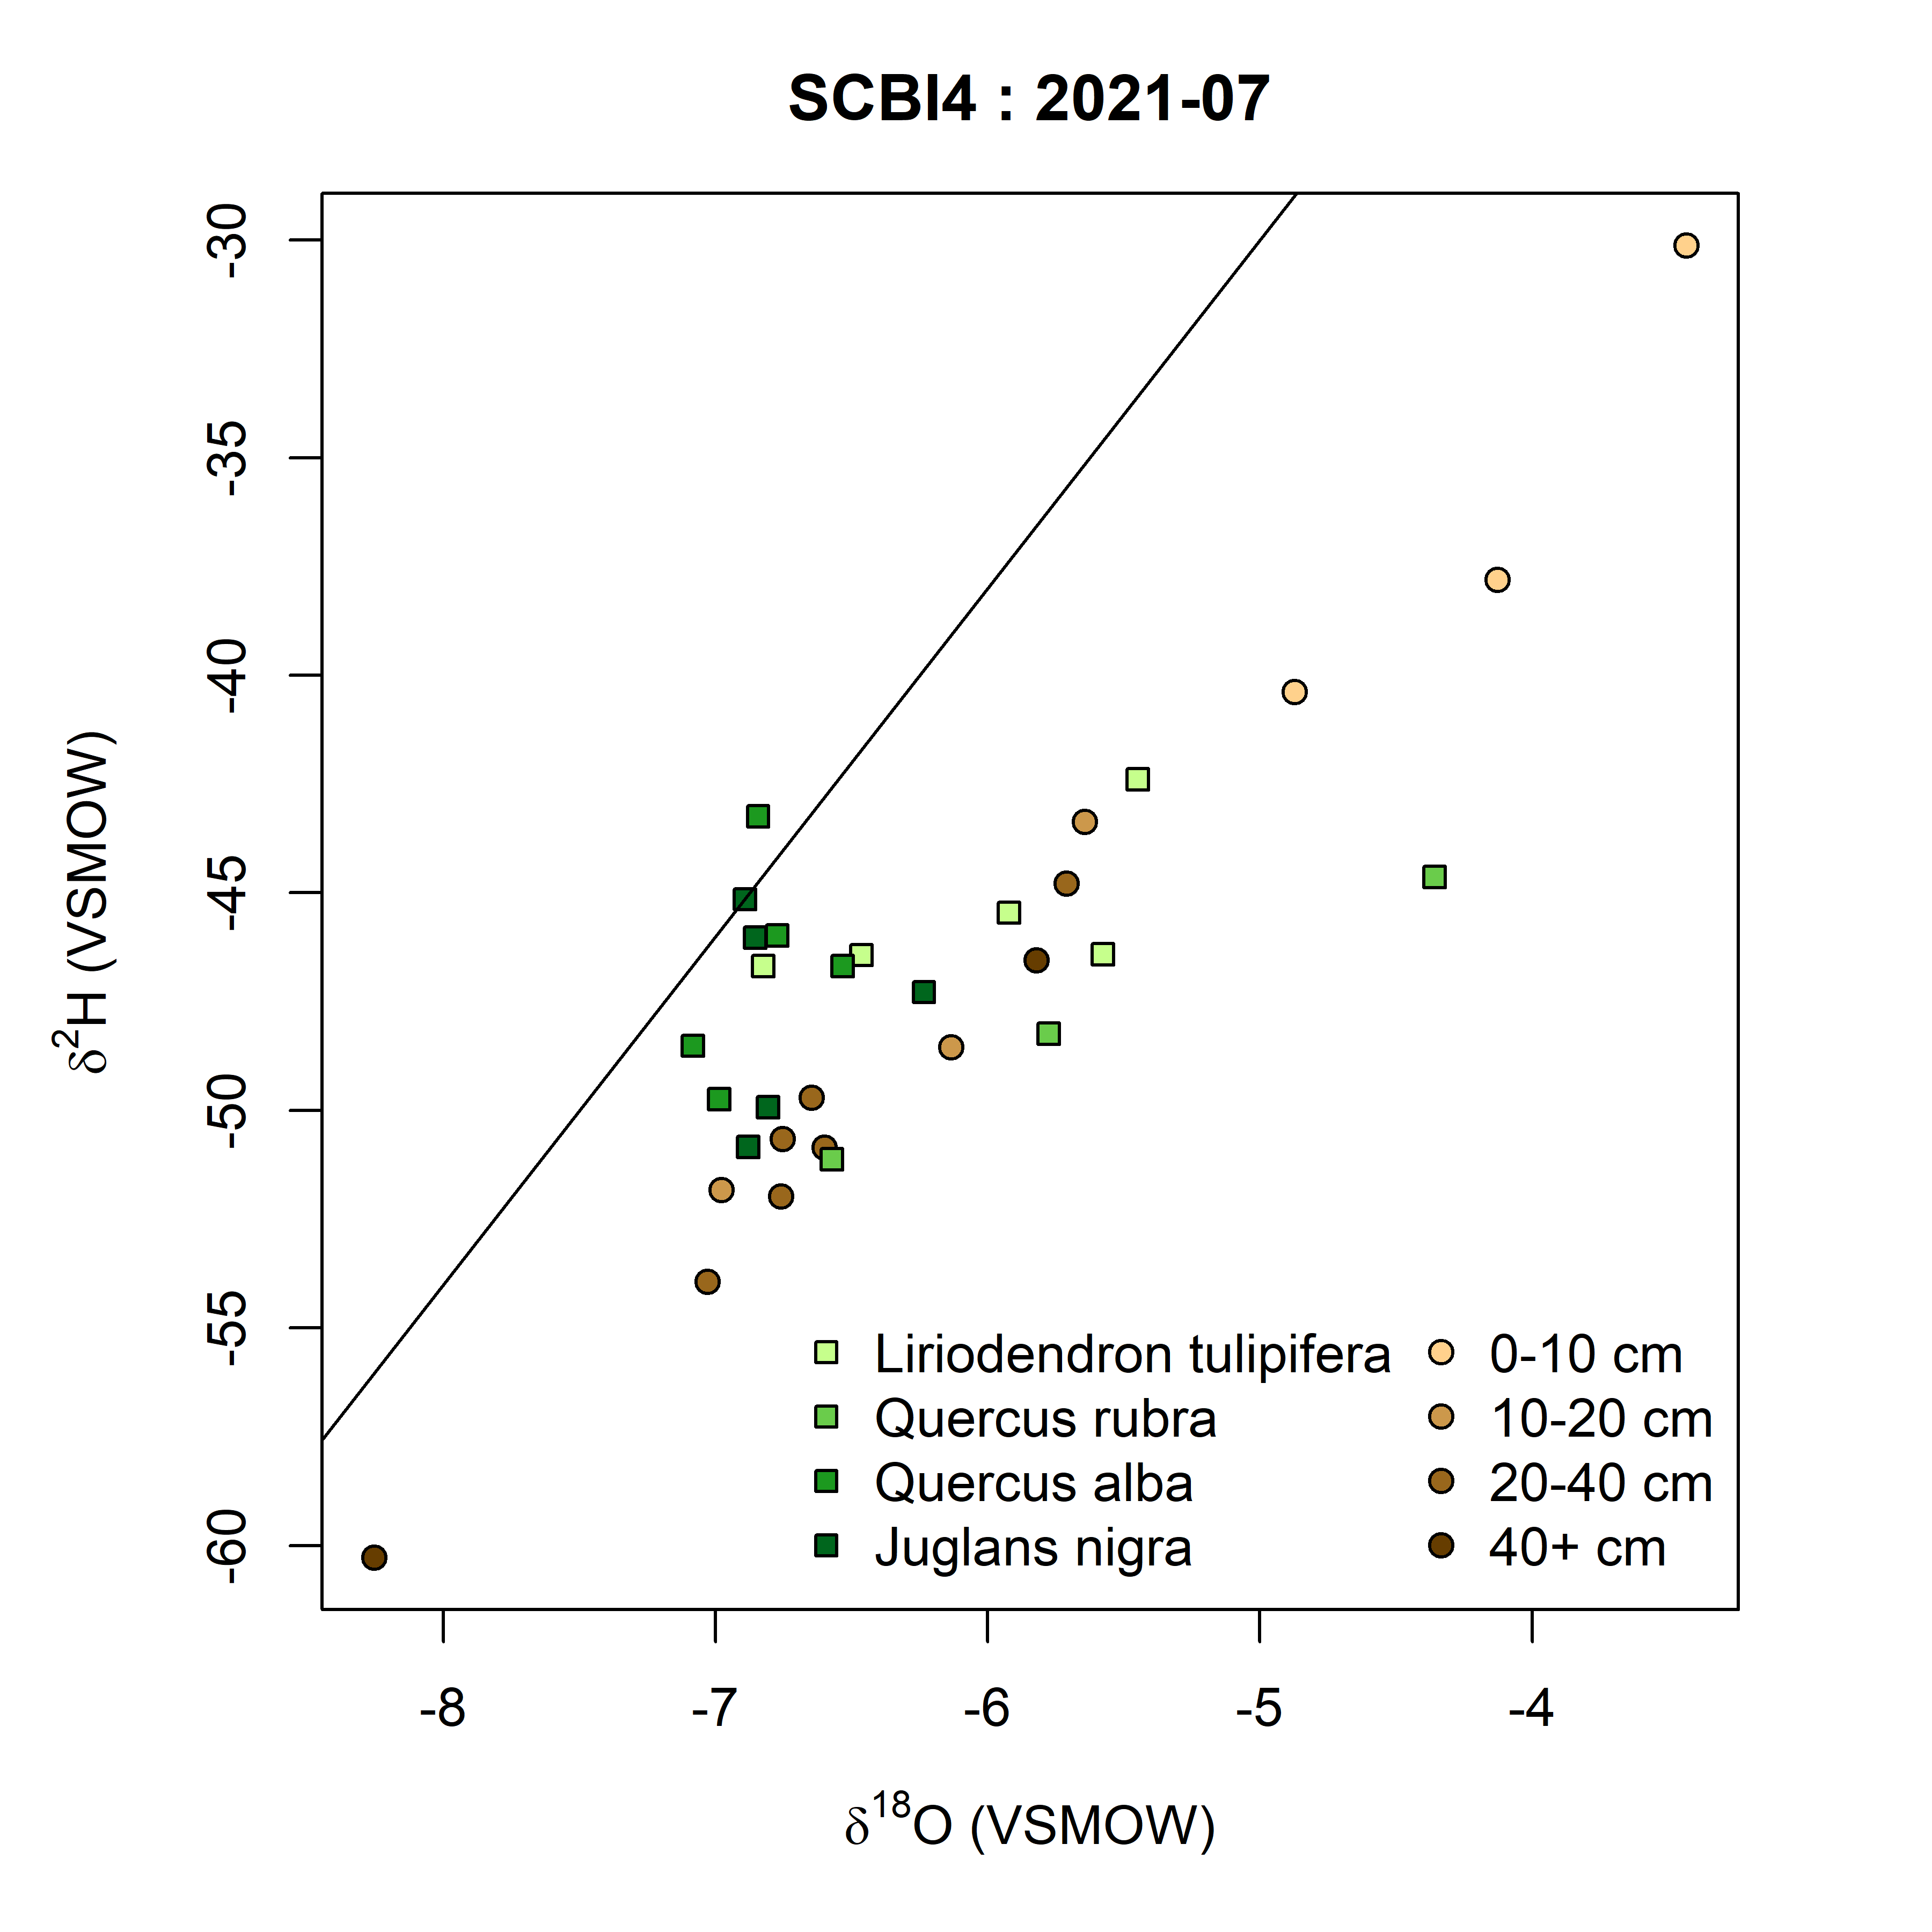 SCBI4 : 2021-07
δ²H (VSMOW)
-30
-35
-40
-45
-50
-55
-60
Liriodendron tulipifera
Quercus rubra
Quercus alba
Juglans nigra
0-10 cm
10-20 cm
20-40 cm
40+ cm
-8 -7 -6 -5 -4
δ¹⁸O (VSMOW)